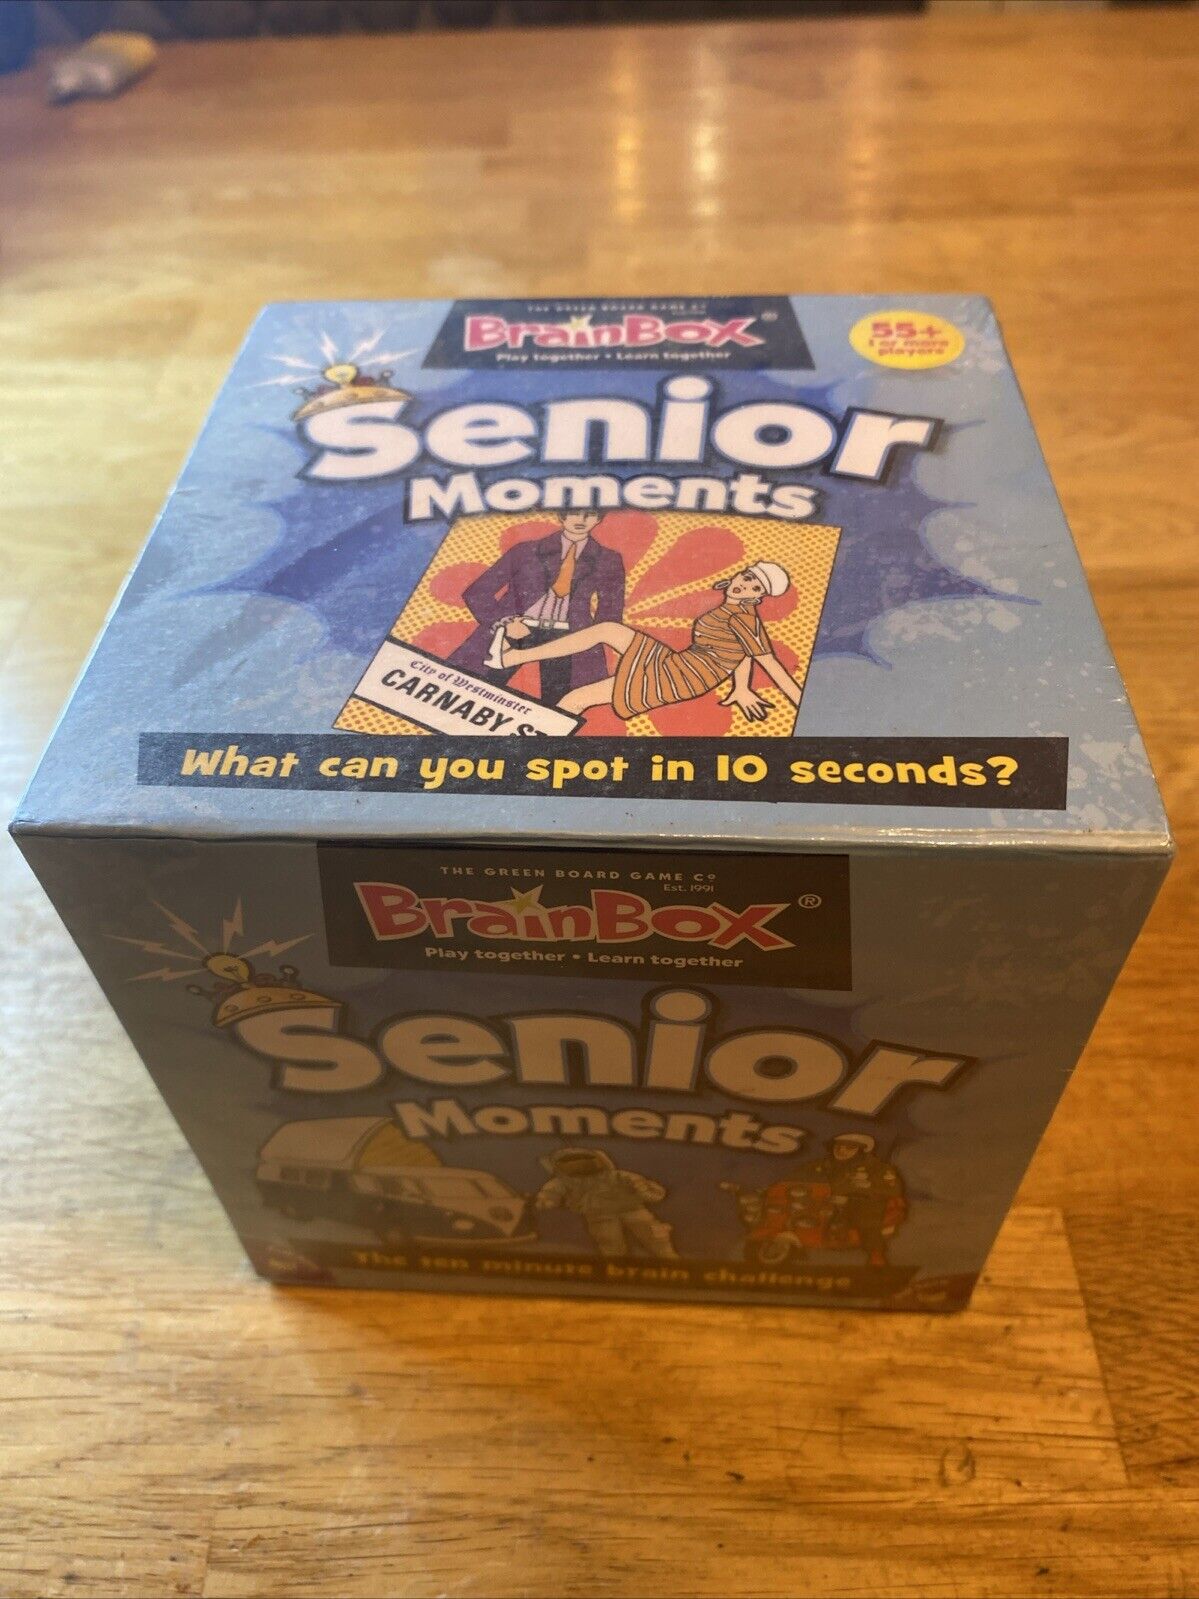 THE GREEN BOARD GAME Co
BrainBox®
Play together • Learn together
55+
1 or more
players
Senior
Moments
City of Westminster
CARNABY ST
What can you spot in 10 seconds?
THE GREEN BOARD GAME Co
Est. 1991
BrainBox®
Play together • Learn together
Senior
Moments
The ten minute brain challenge